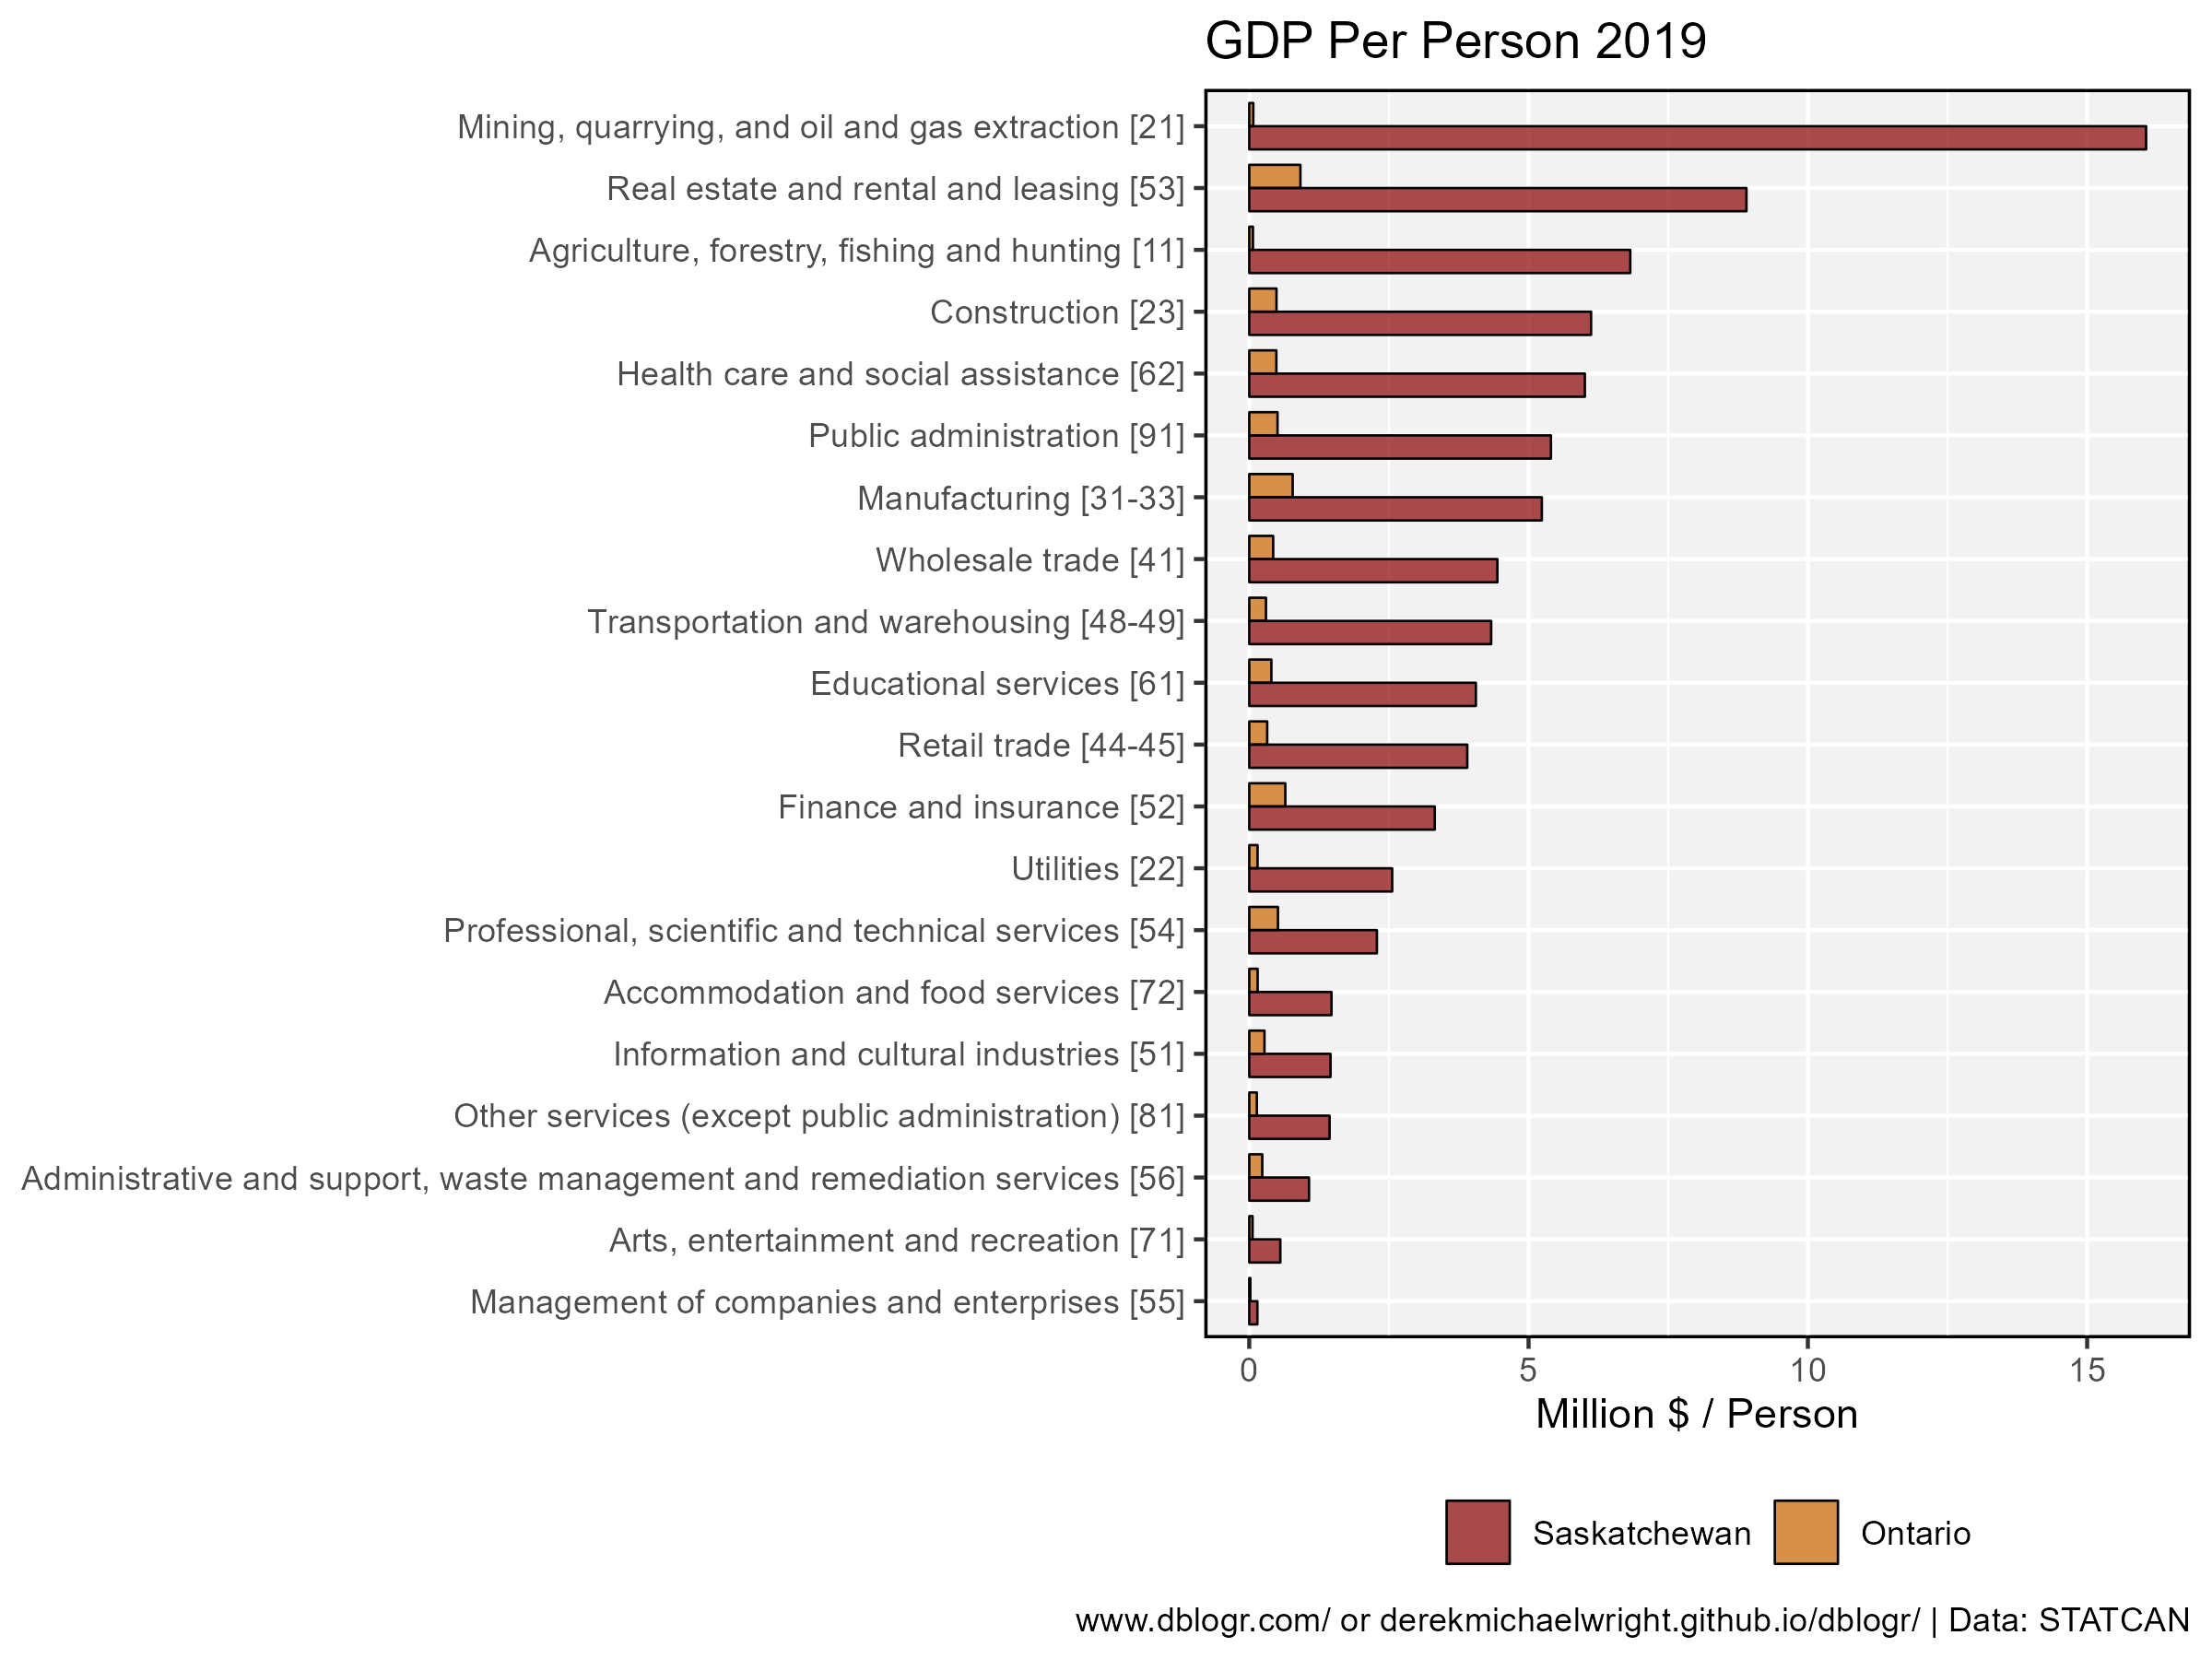 GDP Per Person 2019
Mining, quarrying, and oil and gas extraction [21]
Real estate and rental and leasing [53]
Agriculture, forestry, fishing and hunting [11]
Construction [23]
Health care and social assistance [62]
Public administration [91]
Manufacturing [31-33]
Wholesale trade [41]
Transportation and warehousing [48-49]
Educational services [61]
Retail trade [44-45]
Finance and insurance [52]
Utilities [22]
Professional, scientific and technical services [54]
Accommodation and food services [72]
Information and cultural industries [51]
Other services (except public administration) [81]
Administrative and support, waste management and remediation services [56]
Arts, entertainment and recreation [71]
Management of companies and enterprises [55]
0 5 10 15
Million $ / Person
Saskatchewan Ontario
www.dblogr.com/ or derekmichaelwright.github.io/dblogr/ | Data: STATCAN